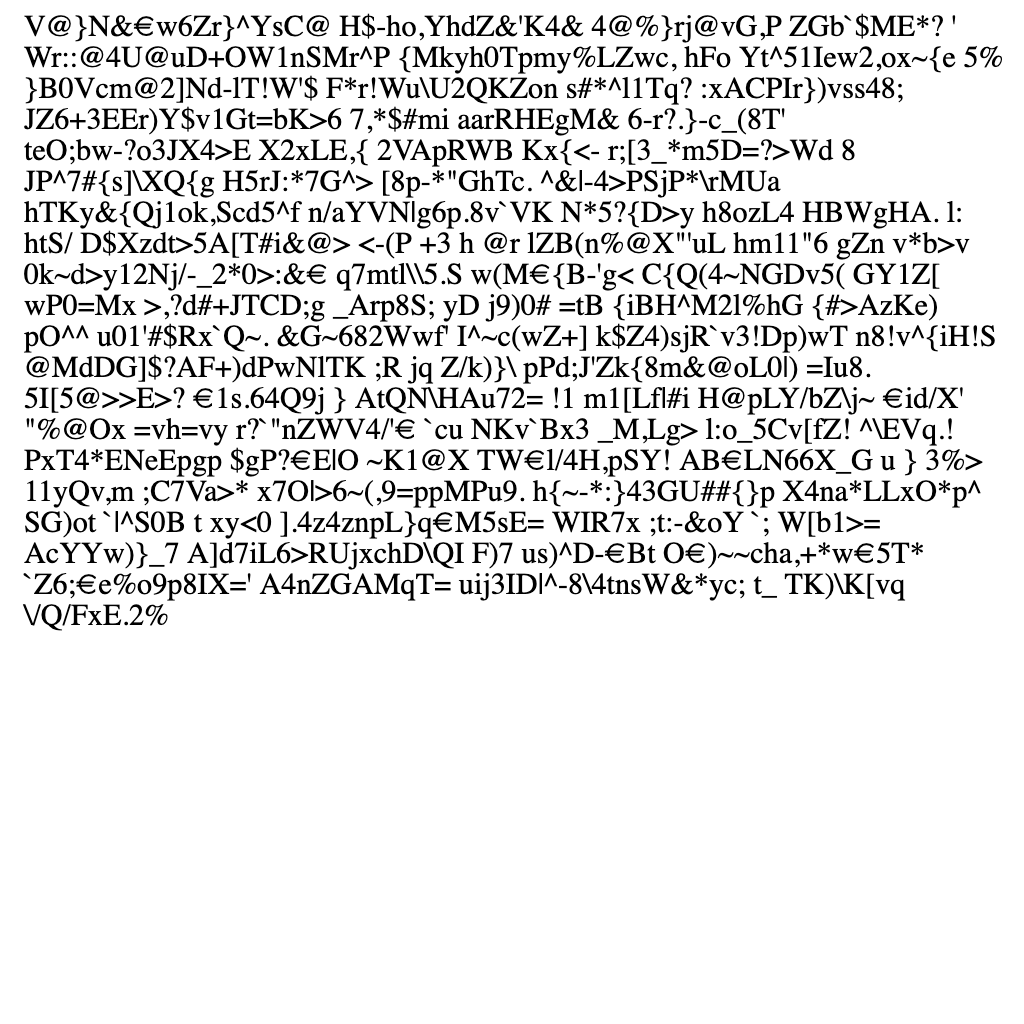 V@}N&€w6Zr}^YsC@ H$-ho,YhdZ&'K4& 4@%}rj@vG,P ZGb`$ME*? '
Wr::@4U@uD+OW1nSMr^P {Mkyh0Tpmy%LZwc, hFo Yt^51Iew2,ox~{e 5%
}B0Vcm@2]Nd-lT!W'$ F*r!Wu\U2QKZon s#*^l1Tq? :xACPIr})vss48;
JZ6+3EEr)Y$v1Gt=bK>6 7,*$#mi aarRHEgM& 6-r?.}-c_(8T'
teO;bw-?o3JX4>E X2xLE,{ 2VApRWB Kx{<- r;[3_*m5D=?>Wd 8
JP^7#{s]\XQ{g H5rJ:*7G^> [8p-*"GhTc. ^&|-4>PSjP*\rMUa
hTKy&{Qj1ok,Scd5^f n/aYVN|g6p.8v`VK N*5?{D>y h8ozL4 HBWgHA. l:
htS/ D$Xzdt>5A[T#i&@> <-(P +3 h @r lZB(n%@X"'uL hm11"6 gZn v*b>v
0k~d>y12Nj/-_2*0>:&€ q7mtl\\5.S w(M€{B-'g< C{Q(4~NGDv5( GY1Z[
wP0=Mx >,?d#+JTCD;g _Arp8S; yD j9)0# =tB {iBH^M2l%hG {#>AzKe)
pO^^ u01'#$Rx`Q~. &G~682Wwf' I^~c(wZ+] k$Z4)sjR`v3!Dp)wT n8!v^{iH!S
@MdDG]$?AF+)dPwNlTK ;R jq Z/k)}\ pPd;J'Zk{8m&@oL0|) =Iu8.
5I[5@>>E>? €1s.64Q9j } AtQN\HAu72= !1 m1[Lf|#i H@pLY/bZ\j~ €id/X'
"%@Ox =vh=vy r?`"nZWV4/'€ `cu NKv`Bx3 _M,Lg> l:o_5Cv[fZ! ^\EVq.!
PxT4*ENeEpgp $gP?€E|O ~K1@X TW€l/4H,pSY! AB€LN66X_G u } 3%>
11yQv,m ;C7Va>* x7O|>6~(,9=ppMPu9. h{~-*:}43GU##{}p X4na*LLxO*p^
SG)ot `|^S0B t xy<0 ].4z4znpL}q€M5sE= WIR7x ;t:-&oY `; W[b1>=
AcYYw)}_7 A]d7iL6>RUjxchD\QI F)7 us)^D-€Bt O€)~~cha,+*w€5T*
`Z6;€e%o9p8IX=' A4nZGAMqT= uij3ID|^-8\4tnsW&*yc; t_ TK)\K[vq
\/Q/FxE.2%